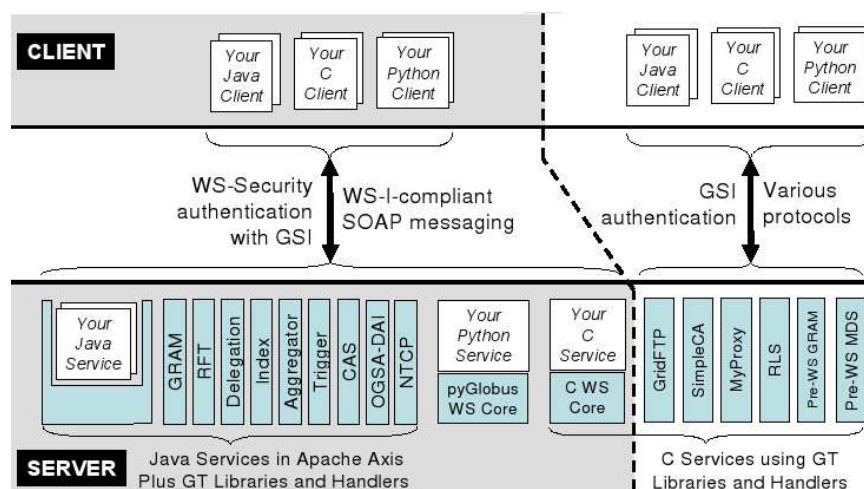 CLIENT
Your
Java
Client
Your
C
Client
Your
Python
Client
Your
Java
Client
Your
C
Client
Your
Python
Client
WS-Security
authentication
with GSI
WS-I-compliant
SOAP messaging
GSI
authentication
Various
protocols
Your
Java
Service
GRAM
RFT
Delegation
Index
Aggregator
Trigger
CAS
OGSA-DAI
NTCP
Your
Python
Service
pyGlobus
WS Core
Your
C
Service
C WS
Core
GridFTP
SimpleCA
MyProxy
RLS
Pre-WS GRAM
Pre-WS MDS
SERVER
Java Services in Apache Axis
Plus GT Libraries and Handlers
C Services using GT
Libraries and Handlers